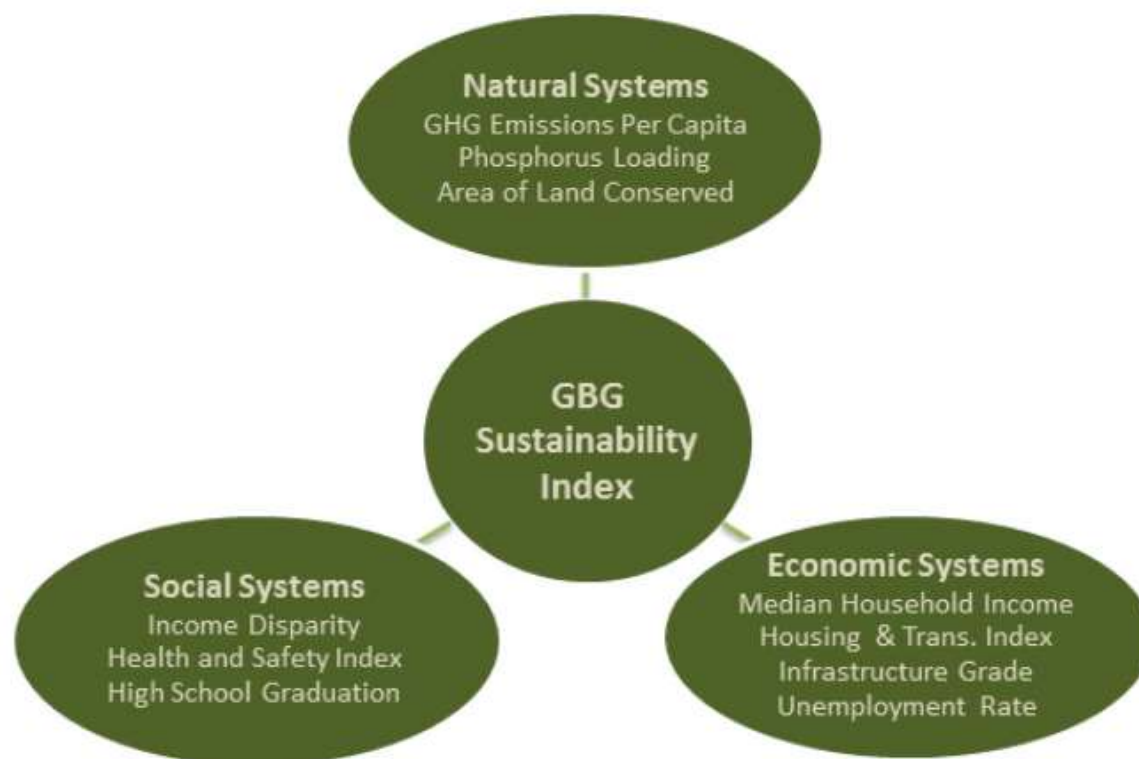 Natural Systems
GHG Emissions Per Capita
Phosphorus Loading
Area of Land Conserved
GBG
Sustainability
Index
Social Systems
Income Disparity
Health and Safety Index
High School Graduation
Economic Systems
Median Household Income
Housing & Trans. Index
Infrastructure Grade
Unemployment Rate